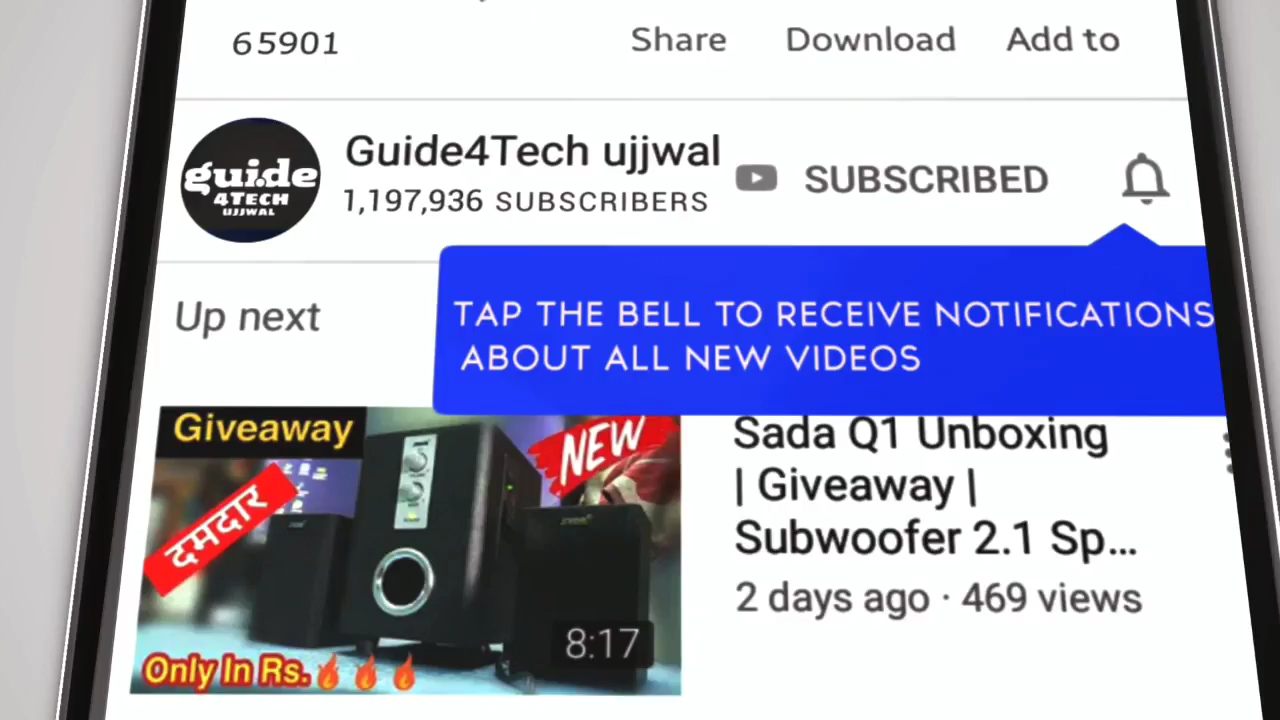 65901
Share
Download
Add to
guide
4TECH
UJJWAL
Guide4Tech ujjwal
1,197,936 SUBSCRIBERS
SUBSCRIBED
TAP THE BELL TO RECEIVE NOTIFICATIONS
ABOUT ALL NEW VIDEOS
Up next
Giveaway
NEW
दमदार
Only In Rs.🔥🔥🔥
8:17
Sada Q1 Unboxing
| Giveaway |
Subwoofer 2.1 Sp...
2 days ago · 469 views